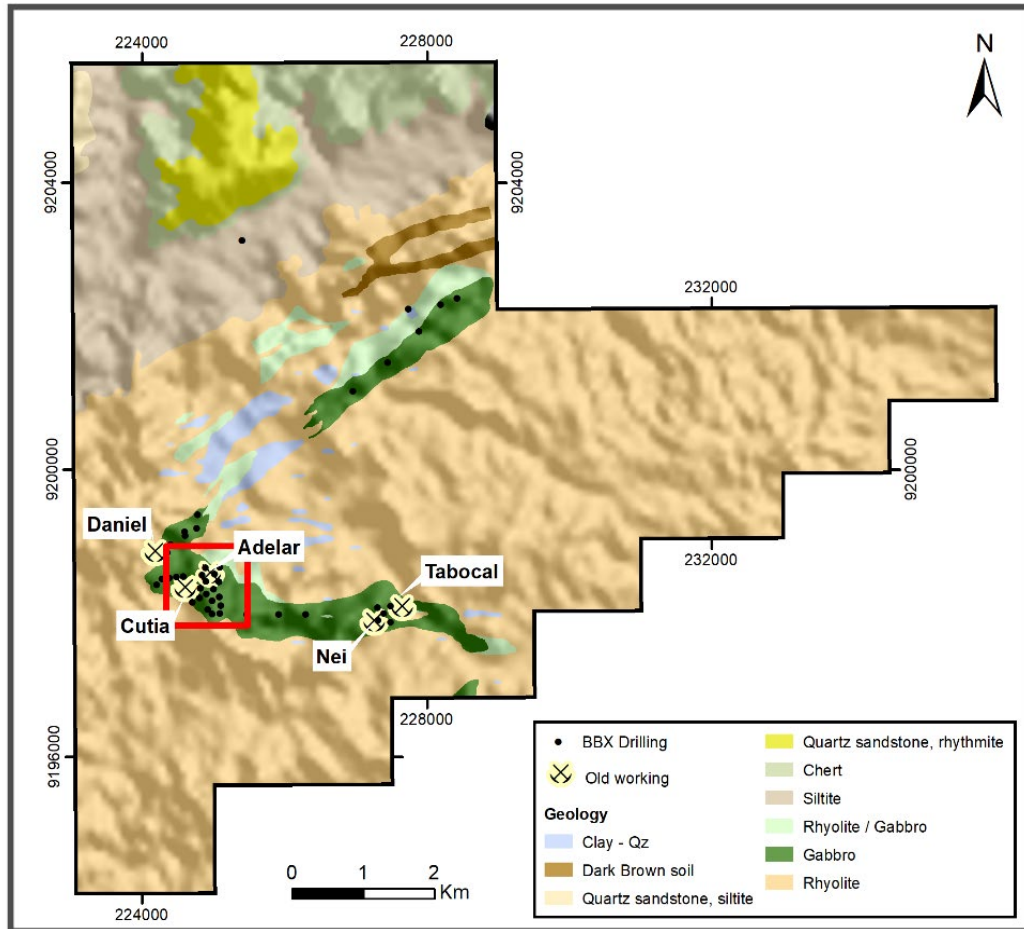 224000
228000
N
9204000
9204000
232000
9200000
9200000
Daniel
Adelar
232000
Tabocal
Cutia
Nei
228000
9196000
0 1 2
Km
224000
BBX Drilling
Old working
Geology
Clay - Qz
Dark Brown soil
Quartz sandstone, siltite
Quartz sandstone, rhythmite
Chert
Siltite
Rhyolite / Gabbro
Gabbro
Rhyolite